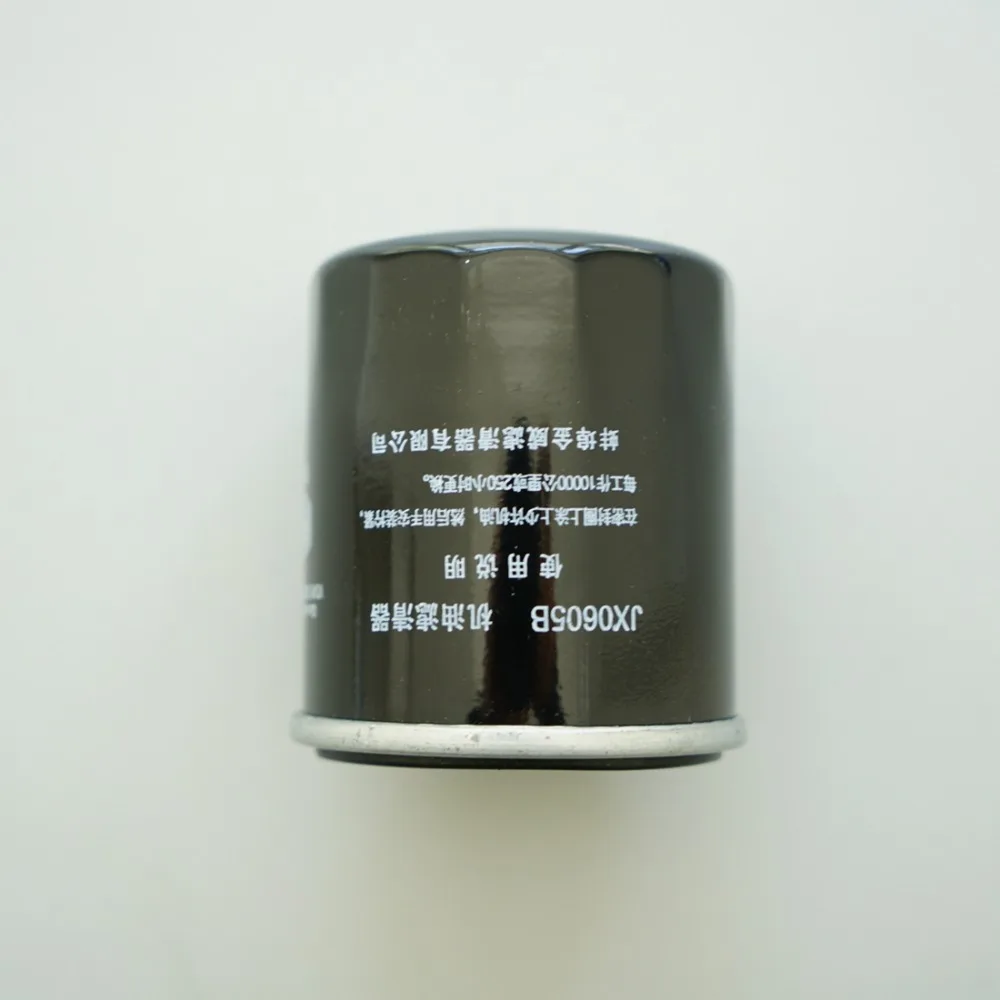 JX0605B 机油滤清器
使用说明
在密封圈上涂上少许机油，然后用手安装拧紧，
每工作10000公里或250小时更换。
蚌埠金威滤清器有限公司